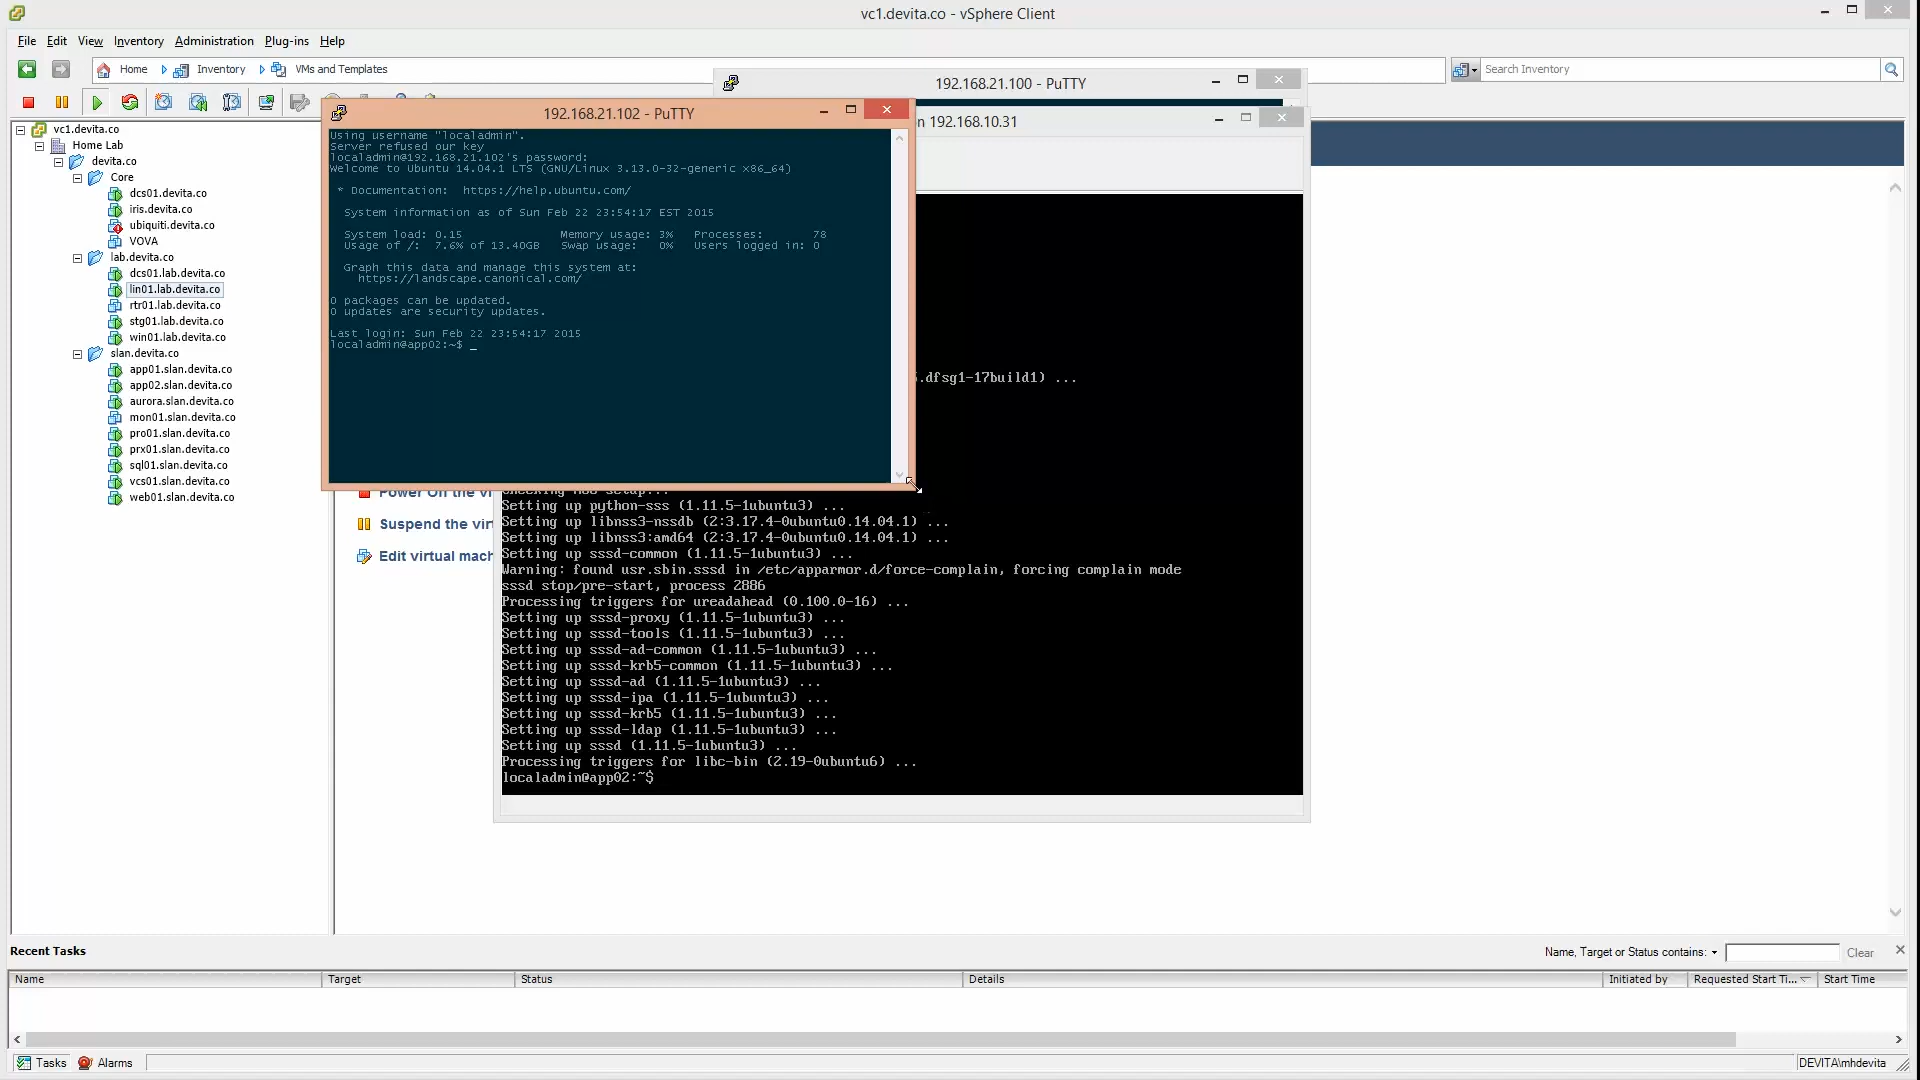 vc1.devita.co - vSphere Client
File Edit View Inventory Administration Plug-ins Help
Home Inventory VMs and Templates
Search Inventory
192.168.21.100 - PuTTY
n 192.168.10.31
192.168.21.102 - PuTTY
Using username "localadmin".
Server refused our key
localadmin@192.168.21.102's password:
Welcome to Ubuntu 14.04.1 LTS (GNU/Linux 3.13.0-32-generic x86_64)
* Documentation: https://help.ubuntu.com/
System information as of Sun Feb 22 23:54:17 EST 2015
System load: 0.15 Memory usage: 3% Processes: 78
Usage of /: 7.6% of 13.40GB Swap usage: 0% Users logged in: 0
Graph this data and manage this system at:
https://landscape.canonical.com/
0 packages can be updated.
0 updates are security updates.
Last login: Sun Feb 22 23:54:17 2015
localadmin@app02:~$ _
vc1.devita.co
Home Lab
devita.co
Core
dcs01.devita.co
iris.devita.co
ubiquiti.devita.co
VOVA
lab.devita.co
dcs01.lab.devita.co
lin01.lab.devita.co
rtr01.lab.devita.co
stg01.lab.devita.co
win01.lab.devita.co
slan.devita.co
app01.slan.devita.co
app02.slan.devita.co
aurora.slan.devita.co
mon01.slan.devita.co
pro01.slan.devita.co
prx01.slan.devita.co
sql01.slan.devita.co
vcs01.slan.devita.co
web01.slan.devita.co
Suspend the vir
Edit virtual mach
.dfsg1-17build1) ...
Setting up python-sss (1.11.5-1ubuntu3) ...
Setting up libnss3-nssdb (2:3.17.4-0ubuntu0.14.04.1) ...
Setting up libnss3:amd64 (2:3.17.4-0ubuntu0.14.04.1) ...
Setting up sssd-common (1.11.5-1ubuntu3) ...
Warning: found usr.sbin.sssd in /etc/apparmor.d/force-complain, forcing complain mode
sssd stop/pre-start, process 2886
Processing triggers for ureadahead (0.100.0-16) ...
Setting up sssd-proxy (1.11.5-1ubuntu3) ...
Setting up sssd-tools (1.11.5-1ubuntu3) ...
Setting up sssd-ad-common (1.11.5-1ubuntu3) ...
Setting up sssd-krb5-common (1.11.5-1ubuntu3) ...
Setting up sssd-ad (1.11.5-1ubuntu3) ...
Setting up sssd-ipa (1.11.5-1ubuntu3) ...
Setting up sssd-krb5 (1.11.5-1ubuntu3) ...
Setting up sssd-ldap (1.11.5-1ubuntu3) ...
Setting up sssd (1.11.5-1ubuntu3) ...
Processing triggers for libc-bin (2.19-0ubuntu6) ...
localadmin@app02:~$
Recent Tasks
Name, Target or Status contains: Clear
Name Target Status Details Initiated by Requested Start Ti... Start Time
Tasks Alarms
DEVITA\mhdevita